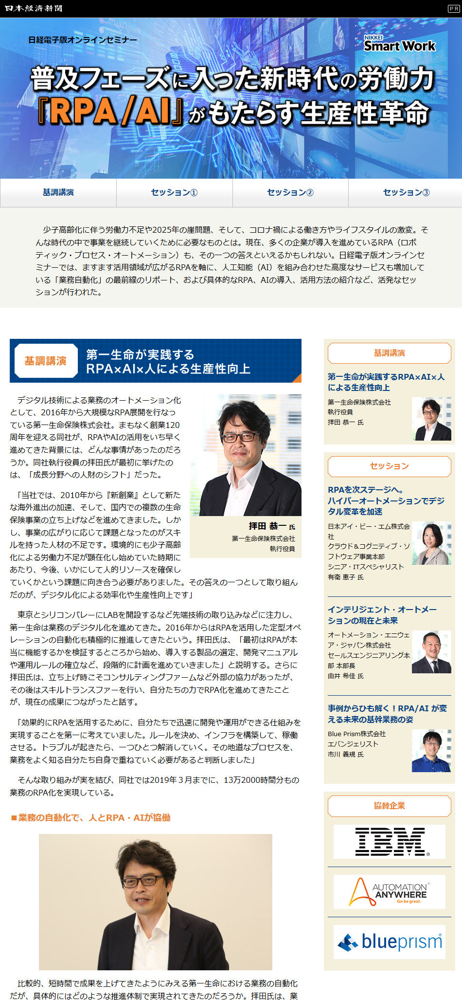 日本経済新聞
PR
日経電子版オンラインセミナー
NIKKEI
Smart Work
普及フェーズに入った新時代の労働力
『RPA/AI』がもたらす生産性革命
基調講演
セッション①
セッション②
セッション③
少子高齢化に伴う労働力不足や2025年の崖問題、そして、コロナ禍による働き方やライフスタイルの激変。そ
んな時代の中で事業を継続していくために必要なものとは。現在、多くの企業が導入を進めているRPA（ロボ
ティック・プロセス・オートメーション）も、その一つの答えといえるかもしれない。日経電子版オンラインセ
ミナーでは、ますます活用領域が広がるRPAを軸に、人工知能（AI）を組み合わせた高度なサービスも増加して
いる「業務自動化」の最前線のリポート、および具体的なRPA、AIの導入、活用方法の紹介など、活発なセッ
ションが行われた。
基調講演
第一生命が実践する
RPA×AI×人による生産性向上
デジタル技術による業務のオートメーション化
として、2016年から大規模なRPA展開を行なっ
ている第一生命保険株式会社。まもなく創業120
周年を迎える同社が、RPAやAIの活用をいち早く
進めてきた背景には、どんな事情があったのだろ
うか。同社執行役員の拝田氏が最初に挙げたの
は、「成長分野への人財のシフト」だった。
拝田 恭一 氏
第一生命保険株式会社
執行役員
「当社では、2010年から『新創業』として新た
な海外進出の加速、そして、国内での複数の生命
保険事業の立ち上げなどを進めてきました。しか
し、事業の広がりに応じて課題となったのがスキ
ルを持った人材の不足です。環境的にも少子高齢
化による労働力不足が顕在化し始めていた時期に
あたり、今後、いかにして人的リソースを確保し
ていくかという課題に向き合う必要がありました。その答えの一つとして取り組ん
だのが、デジタル化による効率化や生産性向上です」
東京とシリコンバレーにLABを開設するなど先端技術の取り込みなどに注力し、
第一生命は業務のデジタル化を進めてきた。2016年からはRPAを活用した定型オペ
レーションの自動化も積極的に推進してきたという。拝田氏は、「最初はRPAが本
当に機能するかを検証するところから始め、導入する製品の選定、開発マニュアル
や運用ルールの確立など、段階的に計画を進めていきました」と説明する。さらに
拝田氏は、立ち上げ時こそコンサルティングファームなど外部の協力があったが、
その後はスキルトランスファーを行い、自分たちの力でRPA化を進めてきたこと
が、現在の成果につながったと話す。
「効果的にRPAを活用するために、自分たちで迅速に開発や運用ができる仕組みを
実現することを第一に考えていました。ルールを決め、インフラを構築して、稼働
させる。トラブルが起きたら、一つひとつ解消していく。その地道なプロセスを、
業務をよく知る自分たち自身で重ねていく必要があると判断しました」
そんな取り組みが実を結び、同社では2019年３月までに、13万2000時間分もの
業務のRPA化を実現している。
■業務の自動化で、人とRPA・AIが協働
比較的、短時間で成果を上げてきたようにみえる第一生命における業務の自動化
だが、具体的にはどのような推進体制で実現されてきたのだろうか。拝田氏は、業
基調講演
第一生命が実践するRPA×AI×人
による生産性向上
第一生命保険株式会社
執行役員
拝田 恭一 氏
セッション
RPAを次ステージへ。
ハイパーオートメーションでデジ
タル変革を加速
日本アイ・ビー・エム株式会
社
クラウド＆コグニティブ・ソ
フトウェア事業本部
シニア・ITスペシャリスト
有衛 恵子 氏
インテリジェント・オートメー
ションの現在と未来
オートメーション・エニウェ
ア・ジャパン株式会社
セールスエンジニアリング本
部 本部長
由井 希佳 氏
事例からひも解く！RPA/AI が変
える未来の基幹業務の姿
Blue Prism株式会社
エバンジェリスト
市川 義規 氏
協賛企業
IBM®
AUTOMATION®
ANYWHERE
Go be great.
blueprism®